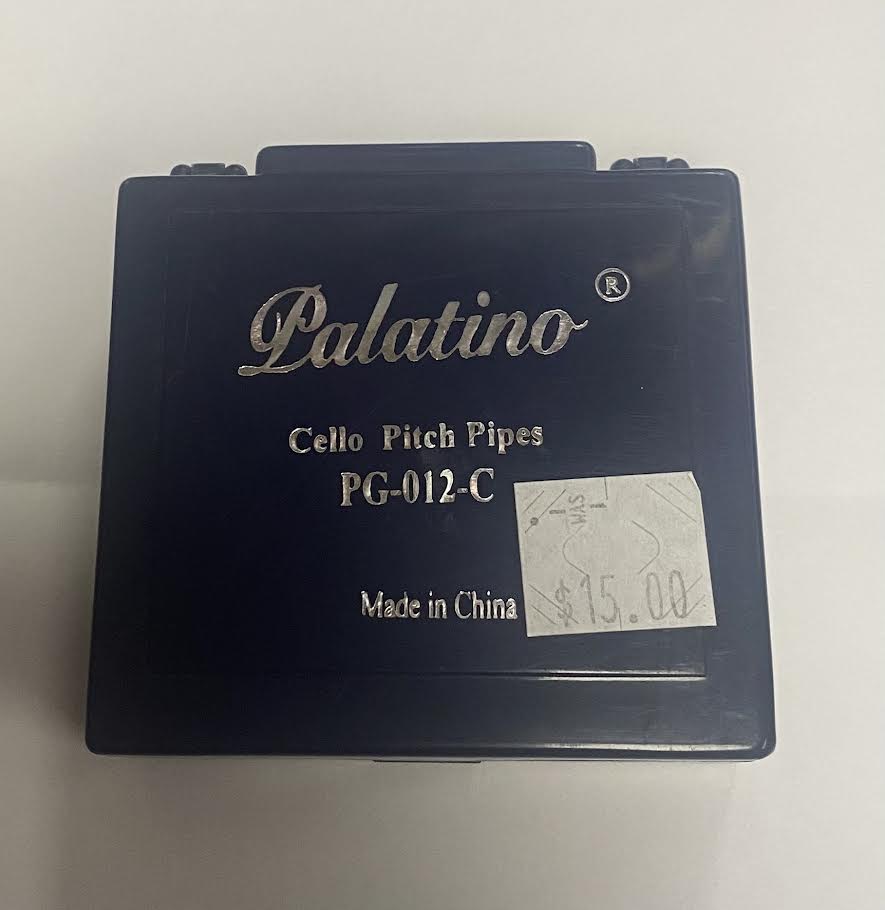 Palatino ®
Cello Pitch Pipes
PG-012-C
WAS
Made in China
$15.00